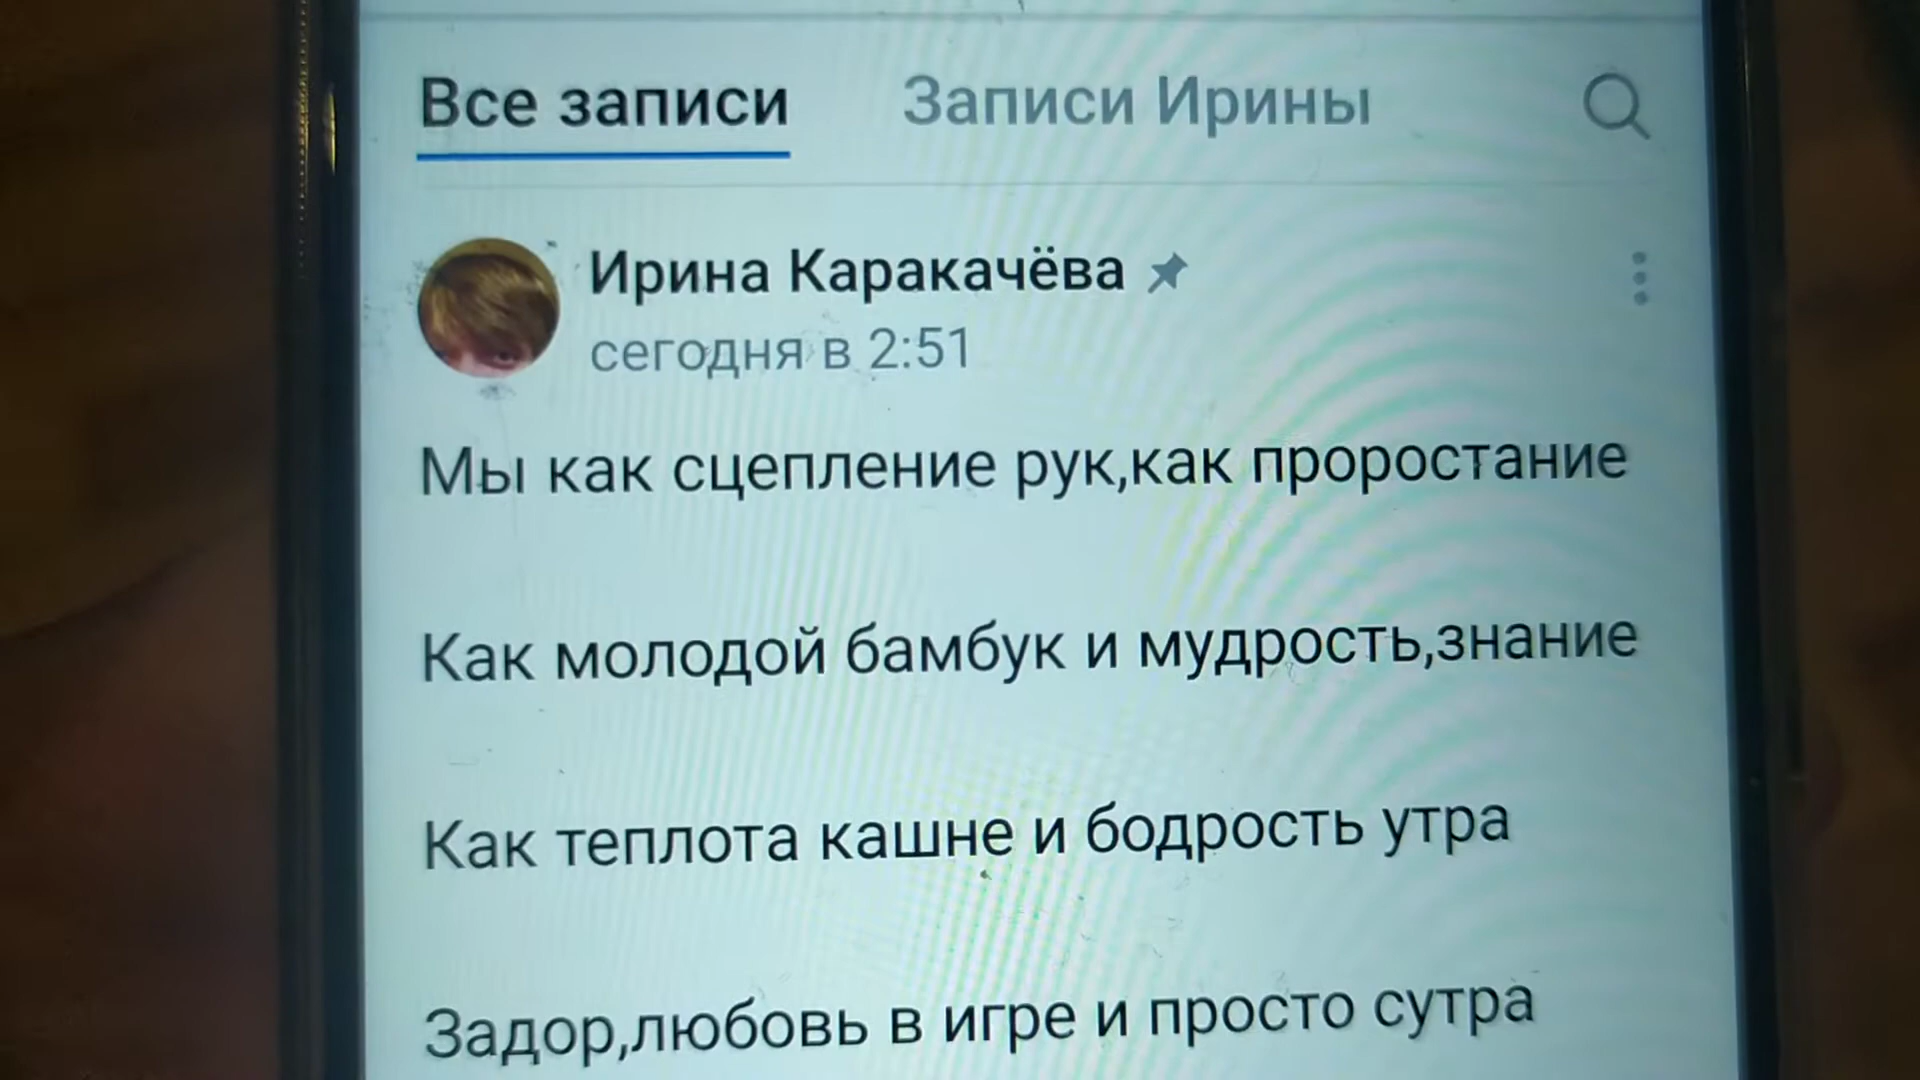 Все записи Записи Ирины
Ирина Каракачёва
сегодня в 2:51
Мы как сцепление рук,как проростание
Как молодой бамбук и мудрость,знание
Как теплота кашне и бодрость утра
Задор,любовь в игре и просто сутра